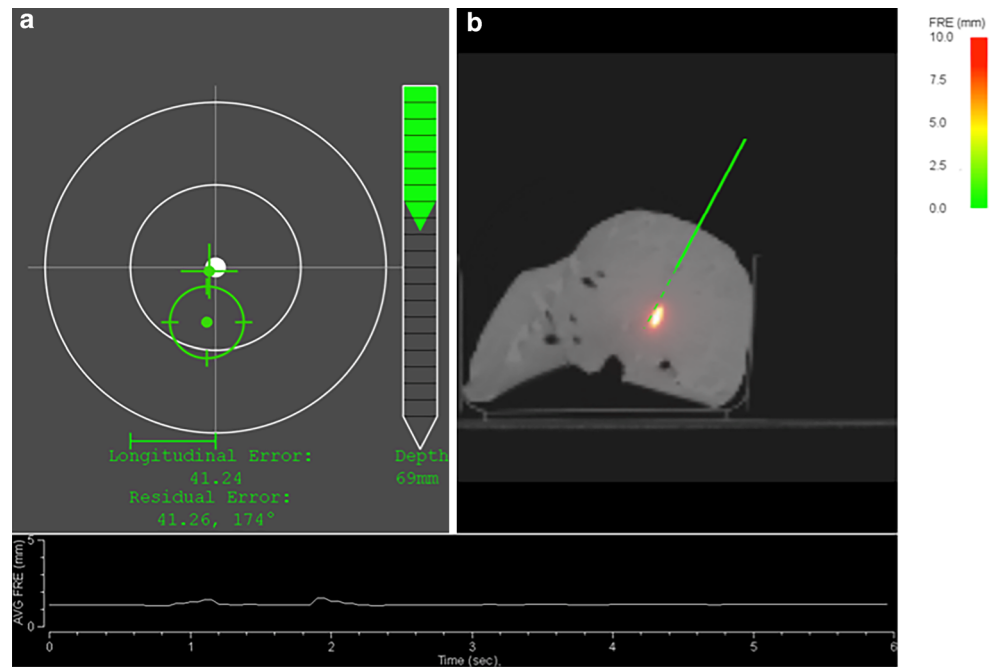 a
b
FRE (mm)
10.0
7.5
5.0
2.5
0.0
Longitudinal Error:
41.24
Residual Error:
41.26, 174°
Depth
69mm
AVG FRE (mm)
5
0
0 1 2 3 4 5 6
Time (sec).